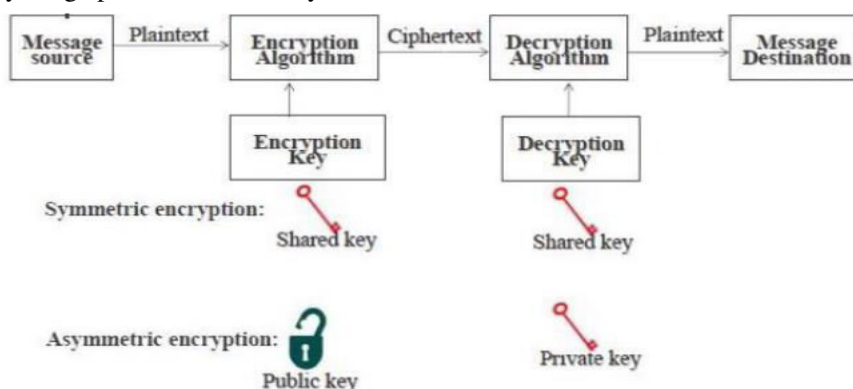 Message source
Plaintext
Encryption Algorithm
Ciphertext
Decryption Algorithm
Plaintext
Message Destination
Encryption Key
Decryption Key
Symmetric encryption:
Shared key
Shared key
Asymmetric encryption:
Public key
Private key